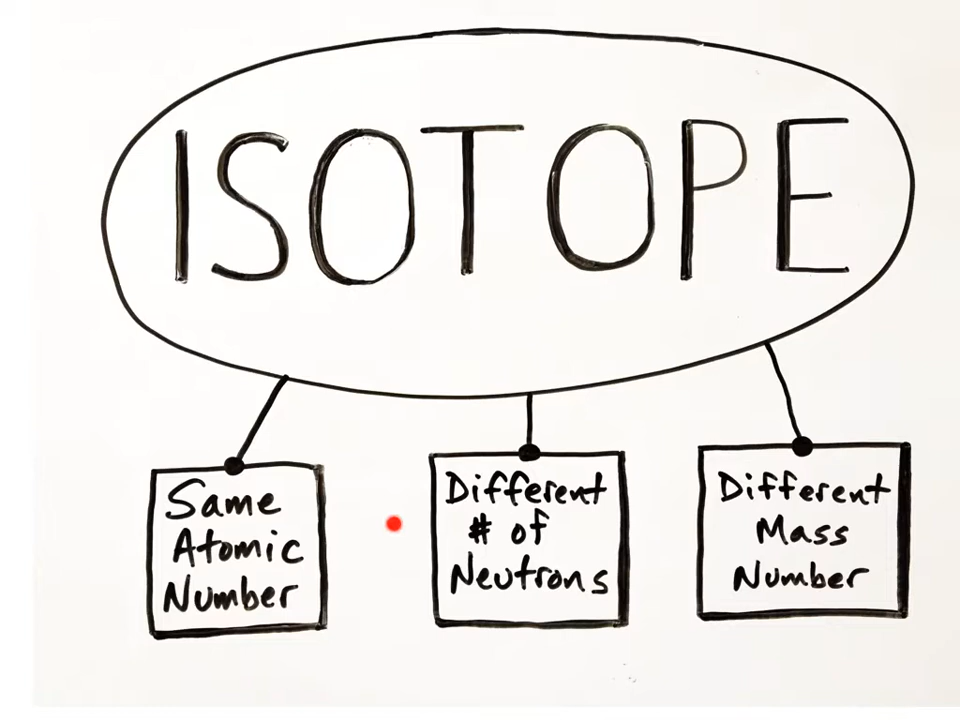 ISOTOPE
Same
Atomic
Number
Different
# of
Neutrons
Different
Mass
Number